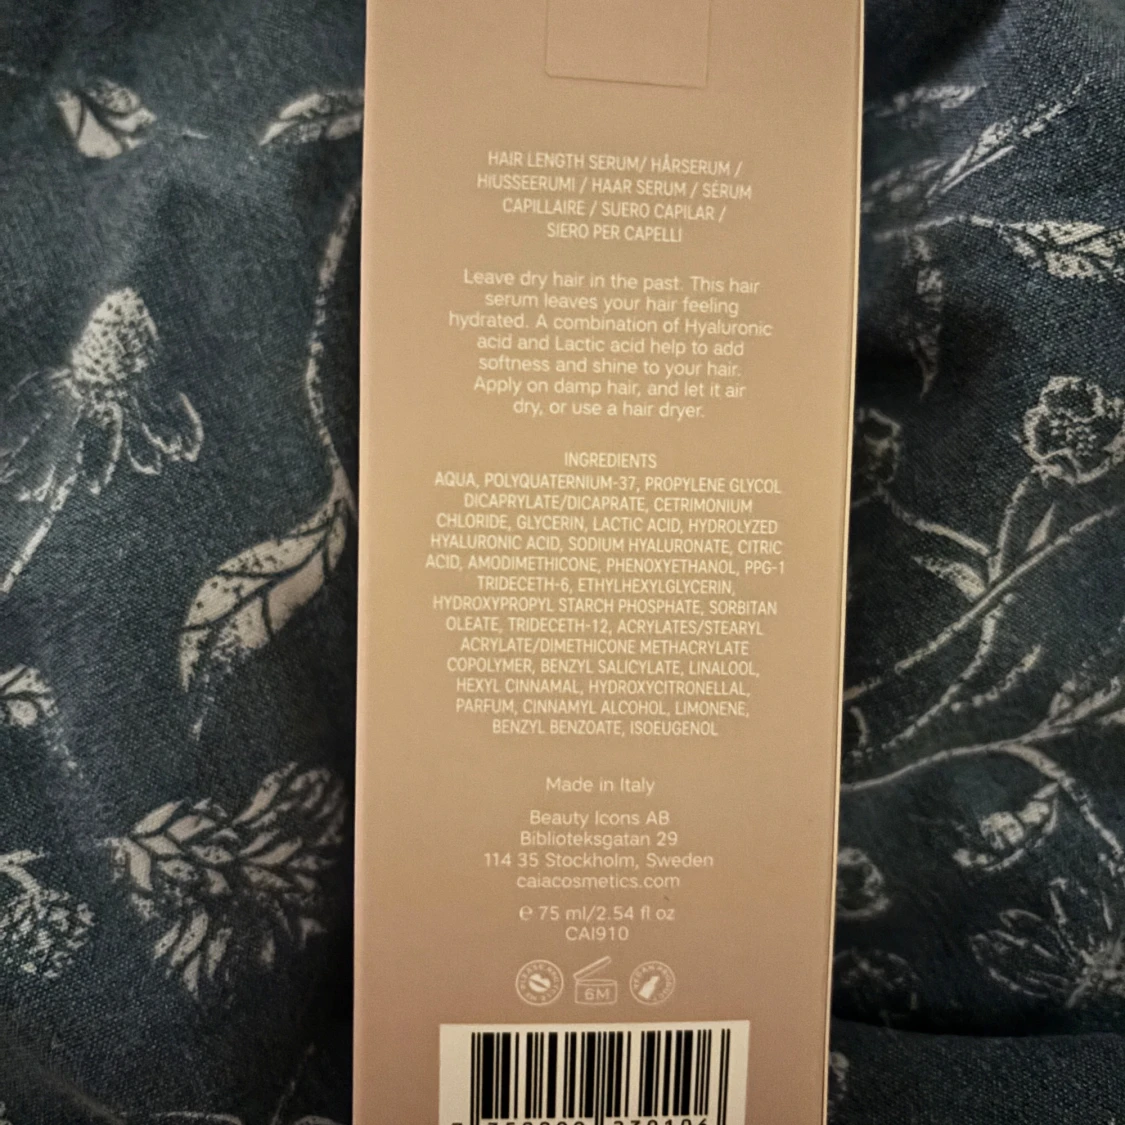 HAIR LENGTH SERUM/ HÅRSERUM /
HIUSSEERUMI / HAAR SERUM / SÉRUM
CAPILLAIRE / SUERO CAPILAR /
SIERO PER CAPELLI
Leave dry hair in the past. This hair
serum leaves your hair feeling
hydrated. A combination of Hyaluronic
acid and Lactic acid help to add
softness and shine to your hair.
Apply on damp hair, and let it air
dry, or use a hair dryer.
INGREDIENTS
AQUA, POLYQUATERNIUM-37, PROPYLENE GLYCOL
DICAPRYLATE/DICAPRATE, CETRIMONIUM
CHLORIDE, GLYCERIN, LACTIC ACID, HYDROLYZED
HYALURONIC ACID, SODIUM HYALURONATE, CITRIC
ACID, AMODIMETHICONE, PHENOXYETHANOL, PPG-1
TRIDECETH-6, ETHYLHEXYLGLYCERIN,
HYDROXYPROPYL STARCH PHOSPHATE, SORBITAN
OLEATE, TRIDECETH-12, ACRYLATES/STEARYL
ACRYLATE/DIMETHICONE METHACRYLATE
COPOLYMER, BENZYL SALICYLATE, LINALOOL,
HEXYL CINNAMAL, HYDROXYCITRONELLAL,
PARFUM, CINNAMYL ALCOHOL, LIMONENE,
BENZYL BENZOATE, ISOEUGENOL
Made in Italy
Beauty Icons AB
Biblioteksgatan 29
114 35 Stockholm, Sweden
caiacosmetics.com
℮ 75 ml/2.54 fl oz
CAI910
6M